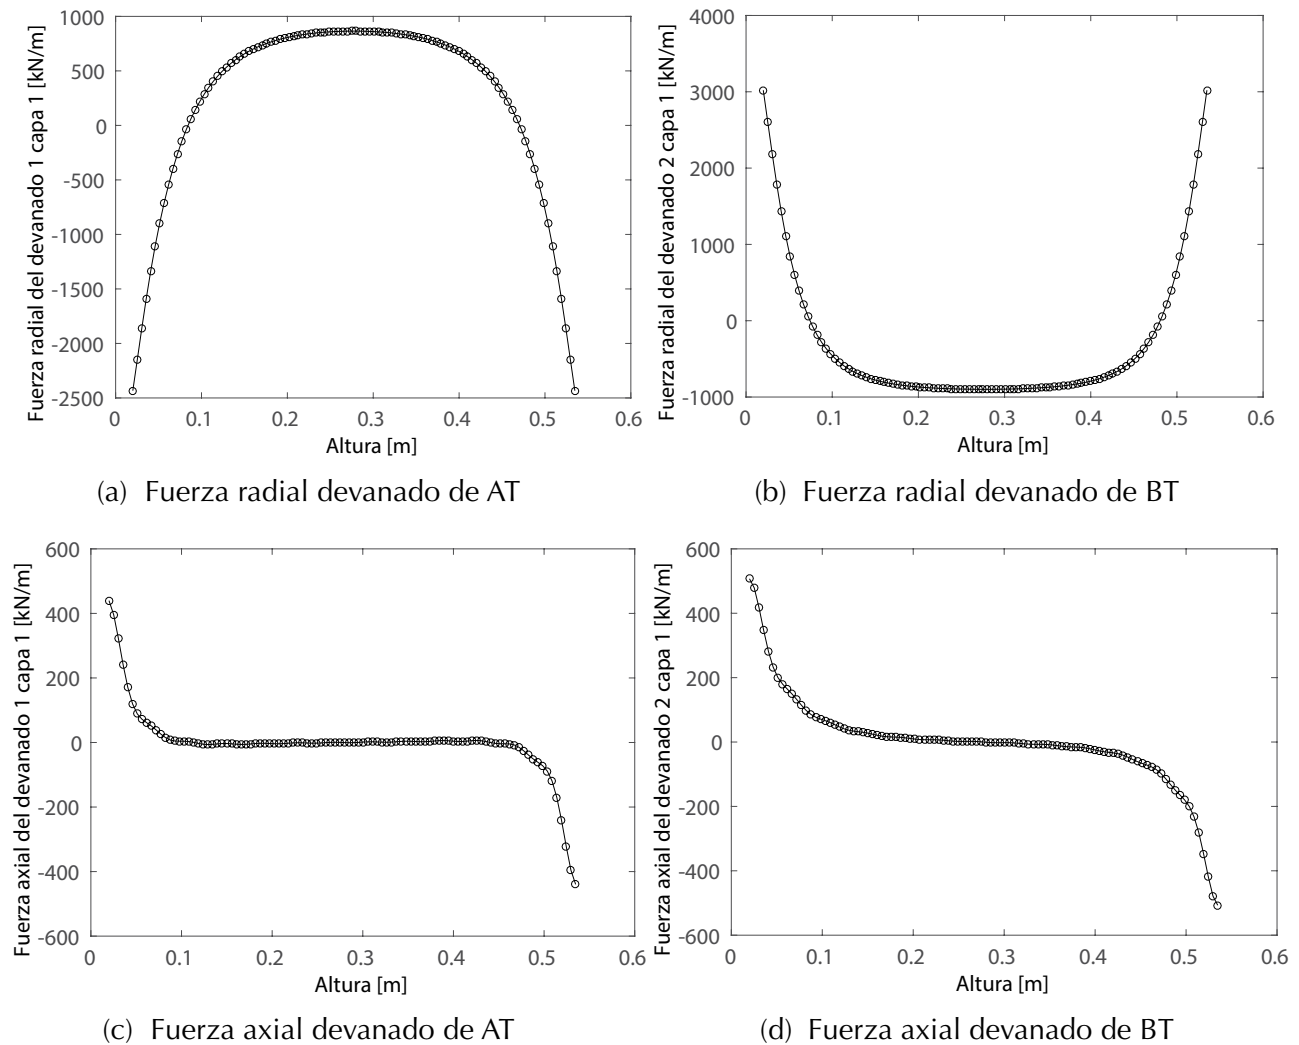 Fuerza radial del devanado 1 capa 1 [kN/m]
1000
500
0
-500
-1000
-1500
-2000
-2500
0 0.1 0.2 0.3 0.4 0.5 0.6
Altura [m]
(a) Fuerza radial devanado de AT
Fuerza radial del devanado 2 capa 1 [kN/m]
4000
3000
2000
1000
0
-1000
0 0.1 0.2 0.3 0.4 0.5 0.6
Altura [m]
(b) Fuerza radial devanado de BT
Fuerza axial del devanado 1 capa 1 [kN/m]
600
400
200
0
-200
-400
-600
0 0.1 0.2 0.3 0.4 0.5 0.6
Altura [m]
(c) Fuerza axial devanado de AT
Fuerza axial del devanado 2 capa 1 [kN/m]
600
400
200
0
-200
-400
-600
0 0.1 0.2 0.3 0.4 0.5 0.6
Altura [m]
(d) Fuerza axial devanado de BT